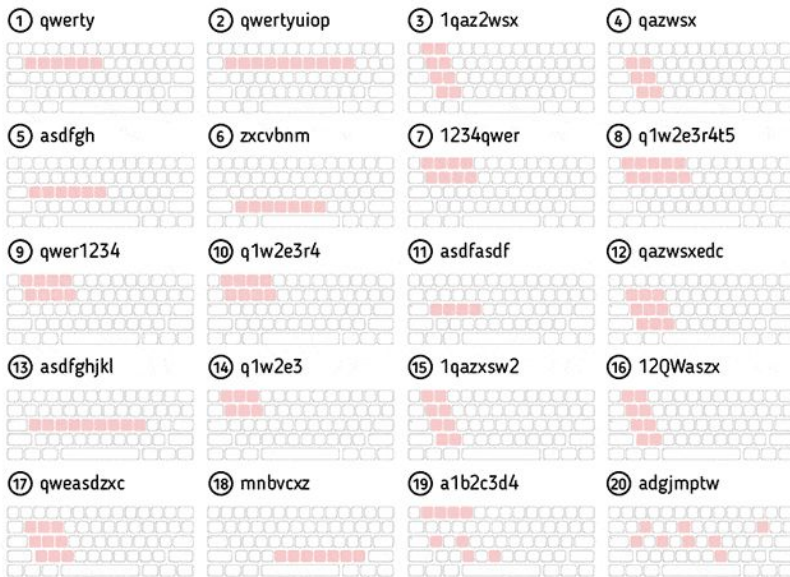 1 qwerty 2 qwertyuiop 3 1qaz2wsx 4 qazwsx
5 asdfgh 6 zxcvbnm 7 1234qwer 8 q1w2e3r4t5
9 qwer1234 10 q1w2e3r4 11 asdfasdf 12 qazwsxedc
13 asdfghjkl 14 q1w2e3 15 1qazxsw2 16 12QWaszx
17 qweasdzxc 18 mnbvcxz 19 a1b2c3d4 20 adgjmptw